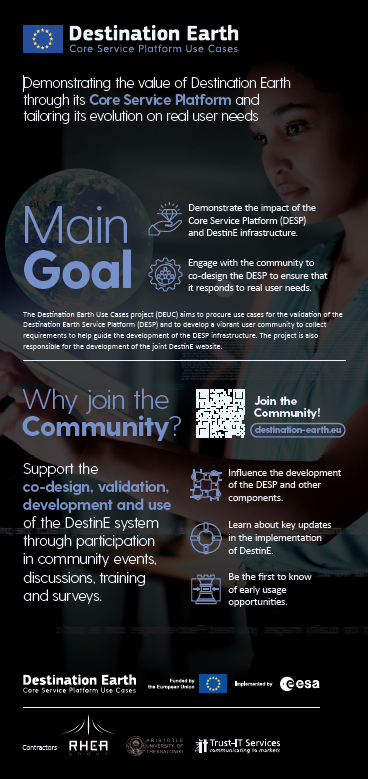 Destination Earth
Core Service Platform Use Cases
Demonstrating the value of Destination Earth
through its Core Service Platform and
tailoring its evolution on real user needs
Main
Goal
Demonstrate the impact of the
Core Service Platform (DESP)
and DestinE infrastructure.
Engage with the community to
co-design the DESP to ensure that
it responds to real user needs.
The Destination Earth Use Cases project (DEUC) aims to procure use cases for the validation of the
Destination Earth Service Platform (DESP) and to develop a vibrant user community to collect
requirements to help guide the development of the DESP infrastructure. The project is also
responsible for the development of the joint DestinE website.
Why join the
Community?
Join the
Community!
destination-earth.eu
Support the
co-design, validation,
development and use
of the DestinE system
through participation
in community events,
discussions, training
and surveys.
Influence the development
of the DESP and other
components.
Learn about key updates
in the implementation
of DestinE.
Be the first to know
of early usage
opportunities.
Destination Earth
Core Service Platform Use Cases
Funded by
the European Union
Implemented by
esa
Contractors
RHEA
GROUP
ARISTOTLE
UNIVERSITY OF
THESSALONIKI
Trust-IT Services
communicating to markets